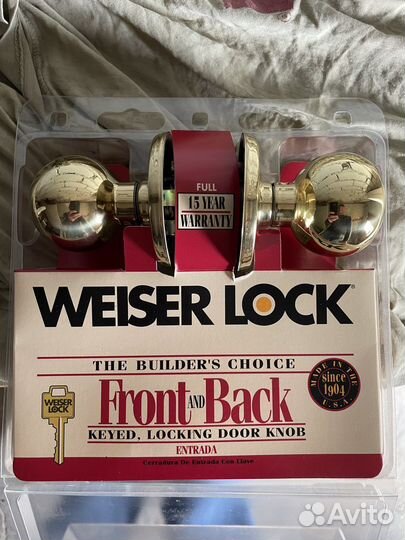 FULL
15 YEAR
WARRANTY
WEISER LOCK®
THE BUILDER'S CHOICE
Front AND Back
KEYED, LOCKING DOOR KNOB
ENTRADA
Cerradura De Entrada Con Llave
WEISER
LOCK
MADE IN THE
since
1904
U.S.A.
Avito